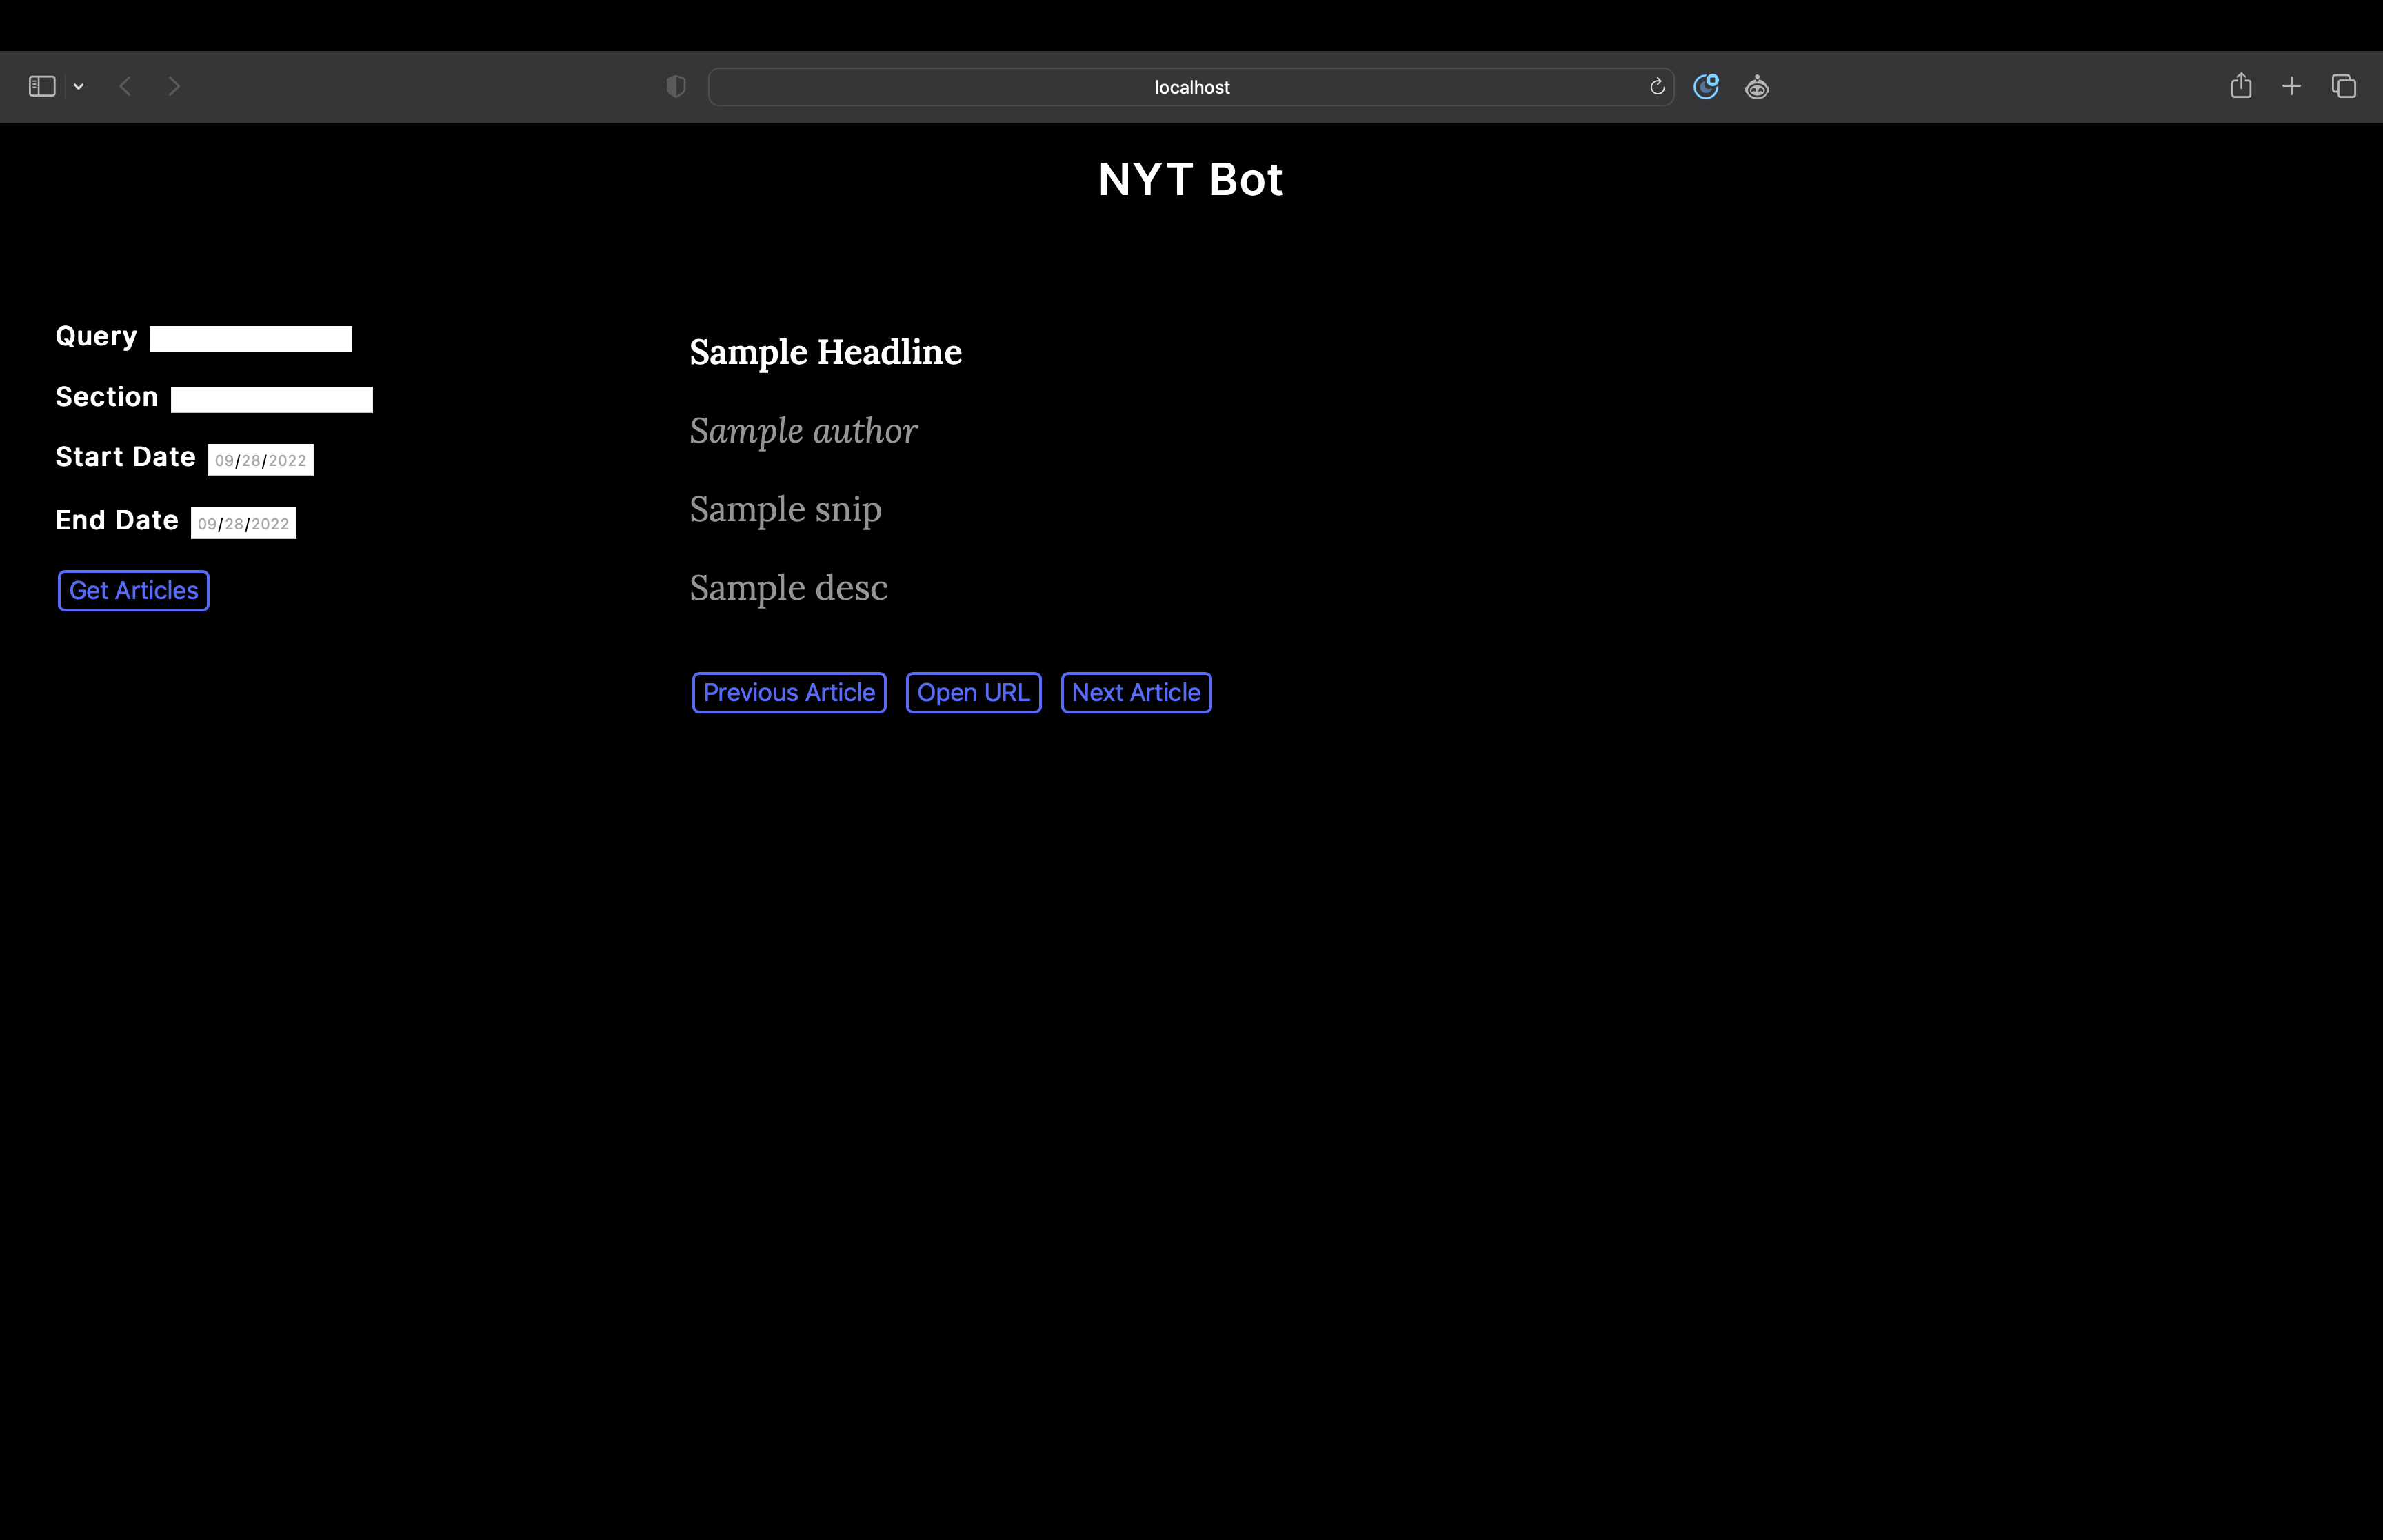 localhost
NYT Bot
Query
Section
Start Date 09/28/2022
End Date 09/28/2022
Get Articles
Sample Headline
Sample author
Sample snip
Sample desc
Previous Article Open URL Next Article